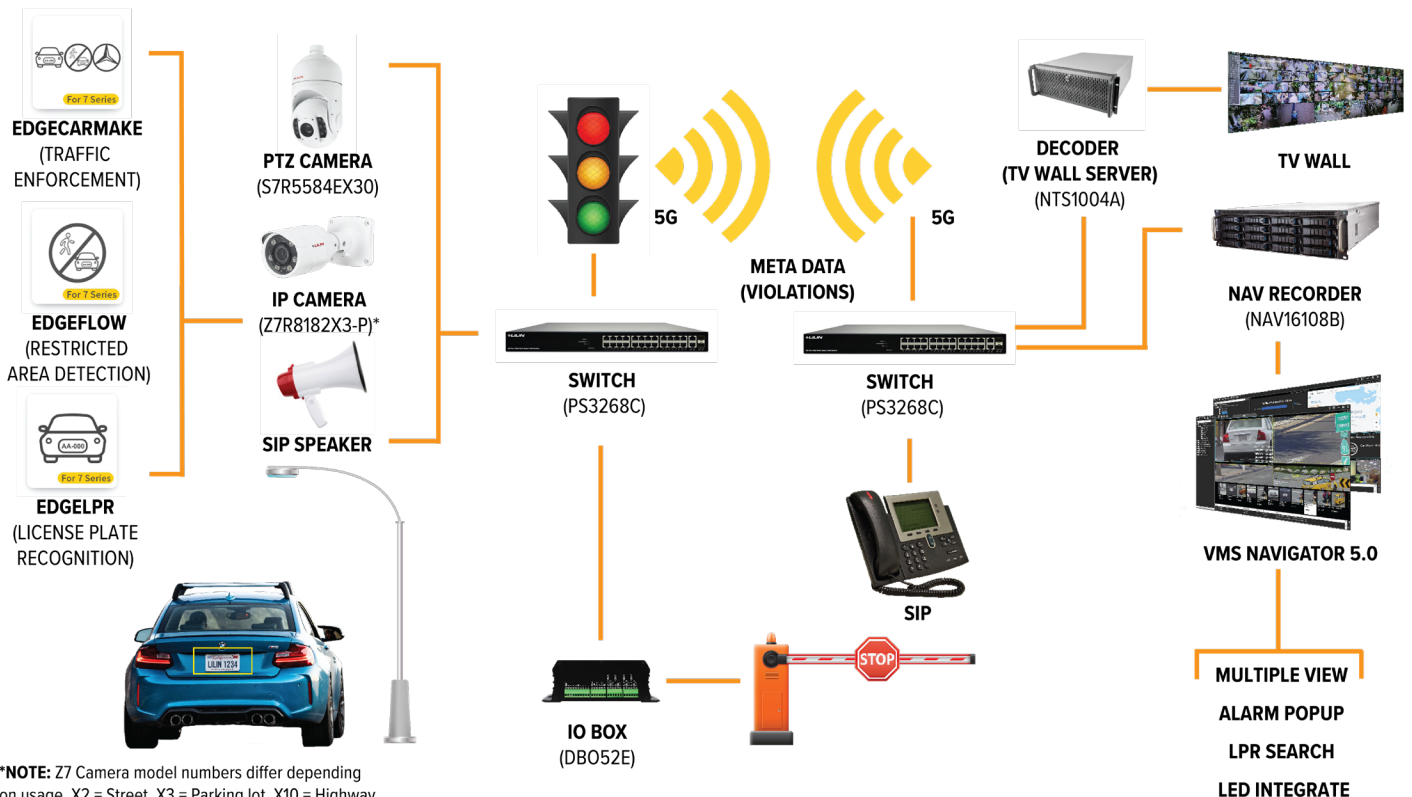 For 7 Series
EDGECARMAKE
(TRAFFIC
ENFORCEMENT)
For 7 Series
EDGEFLOW
(RESTRICTED
AREA DETECTION)
AA-000
For 7 Series
EDGELPR
(LICENSE PLATE
RECOGNITION)
PTZ CAMERA
(S7R5584EX30)
LILIN
IP CAMERA
(Z7R8182X3-P)*
SIP SPEAKER
5G
META DATA
(VIOLATIONS)
5G
LILIN
SWITCH
(PS3268C)
LILIN
SWITCH
(PS3268C)
DECODER
(TV WALL SERVER)
(NTS1004A)
TV WALL
NAV RECORDER
(NAV16108B)
VMS NAVIGATOR 5.0
MULTIPLE VIEW
ALARM POPUP
LPR SEARCH
LED INTEGRATE
SIP
STOP
IO BOX
(DBO52E)
LILIN 1234
*NOTE: Z7 Camera model numbers differ depending
on usage. X2 = Street, X3 = Parking lot, X10 = Highway